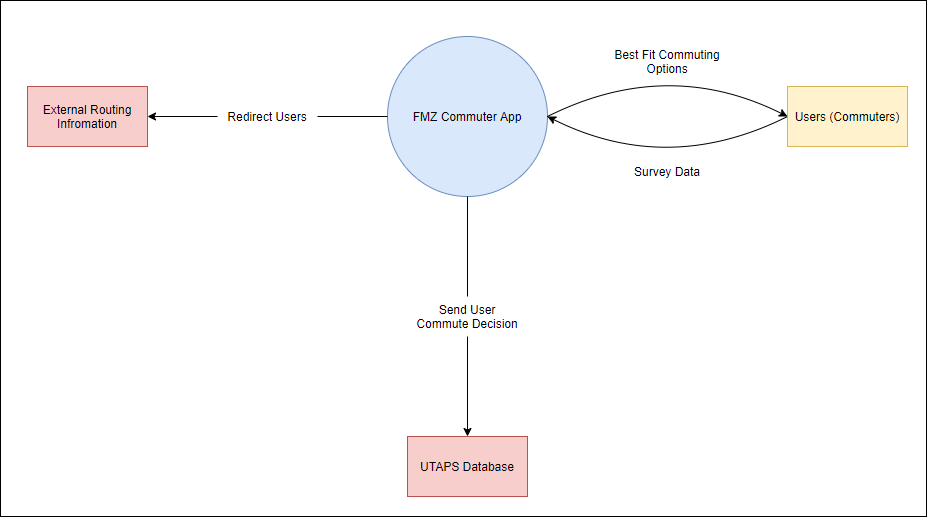 Best Fit Commuting
Options
External Routing
Infromation
Redirect Users
FMZ Commuter App
Users (Commuters)
Survey Data
Send User
Commute Decision
UTAPS Database